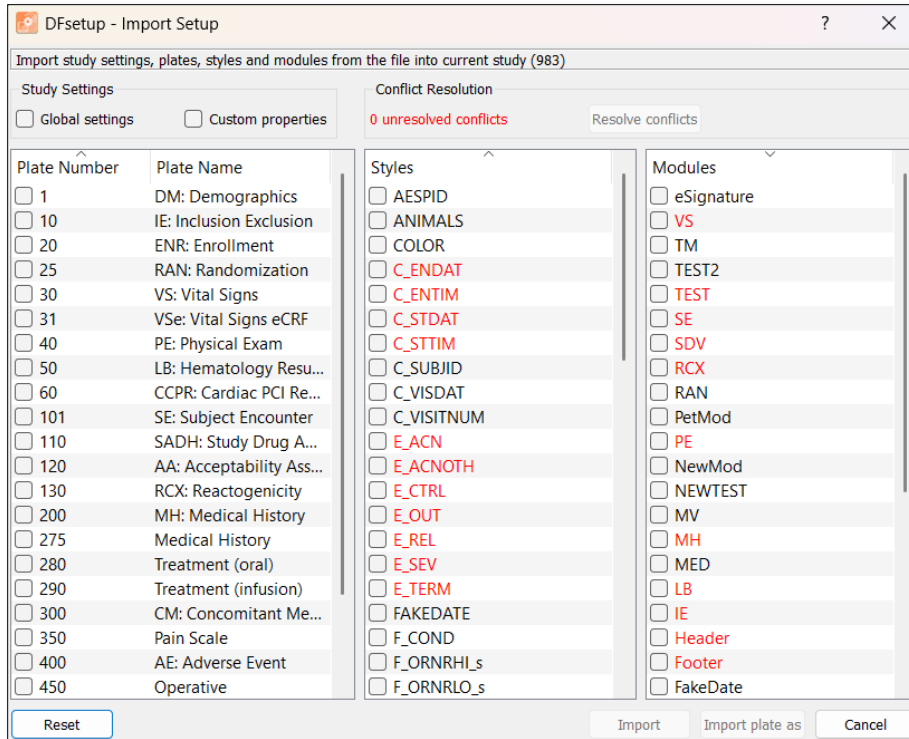 DFsetup - Import Setup
?
Import study settings, plates, styles and modules from the file into current study (983)
Study Settings
Global settings
Custom properties
Conflict Resolution
0 unresolved conflicts
Resolve conflicts
Plate Number Plate Name
1 DM: Demographics
10 IE: Inclusion Exclusion
20 ENR: Enrollment
25 RAN: Randomization
30 VS: Vital Signs
31 VSe: Vital Signs eCRF
40 PE: Physical Exam
50 LB: Hematology Resu...
60 CCPR: Cardiac PCI Re...
101 SE: Subject Encounter
110 SADH: Study Drug A...
120 AA: Acceptability Ass...
130 RCX: Reactogenicity
200 MH: Medical History
275 Medical History
280 Treatment (oral)
290 Treatment (infusion)
300 CM: Concomitant Me...
350 Pain Scale
400 AE: Adverse Event
450 Operative
Styles
AESPID
ANIMALS
COLOR
C_ENDAT
C_ENTIM
C_STDAT
C_STTIM
C_SUBJID
C_VISDAT
C_VISITNUM
E_ACN
E_ACNOTH
E_CTRL
E_OUT
E_REL
E_SEV
E_TERM
FAKEDATE
F_COND
F_ORNRHI_s
F_ORNRLO_s
Modules
eSignature
VS
TM
TEST2
TEST
SE
SDV
RCX
RAN
PetMod
PE
NewMod
NEWTEST
MV
MH
MED
LB
IE
Header
Footer
FakeDate
Reset
Import
Import plate as
Cancel